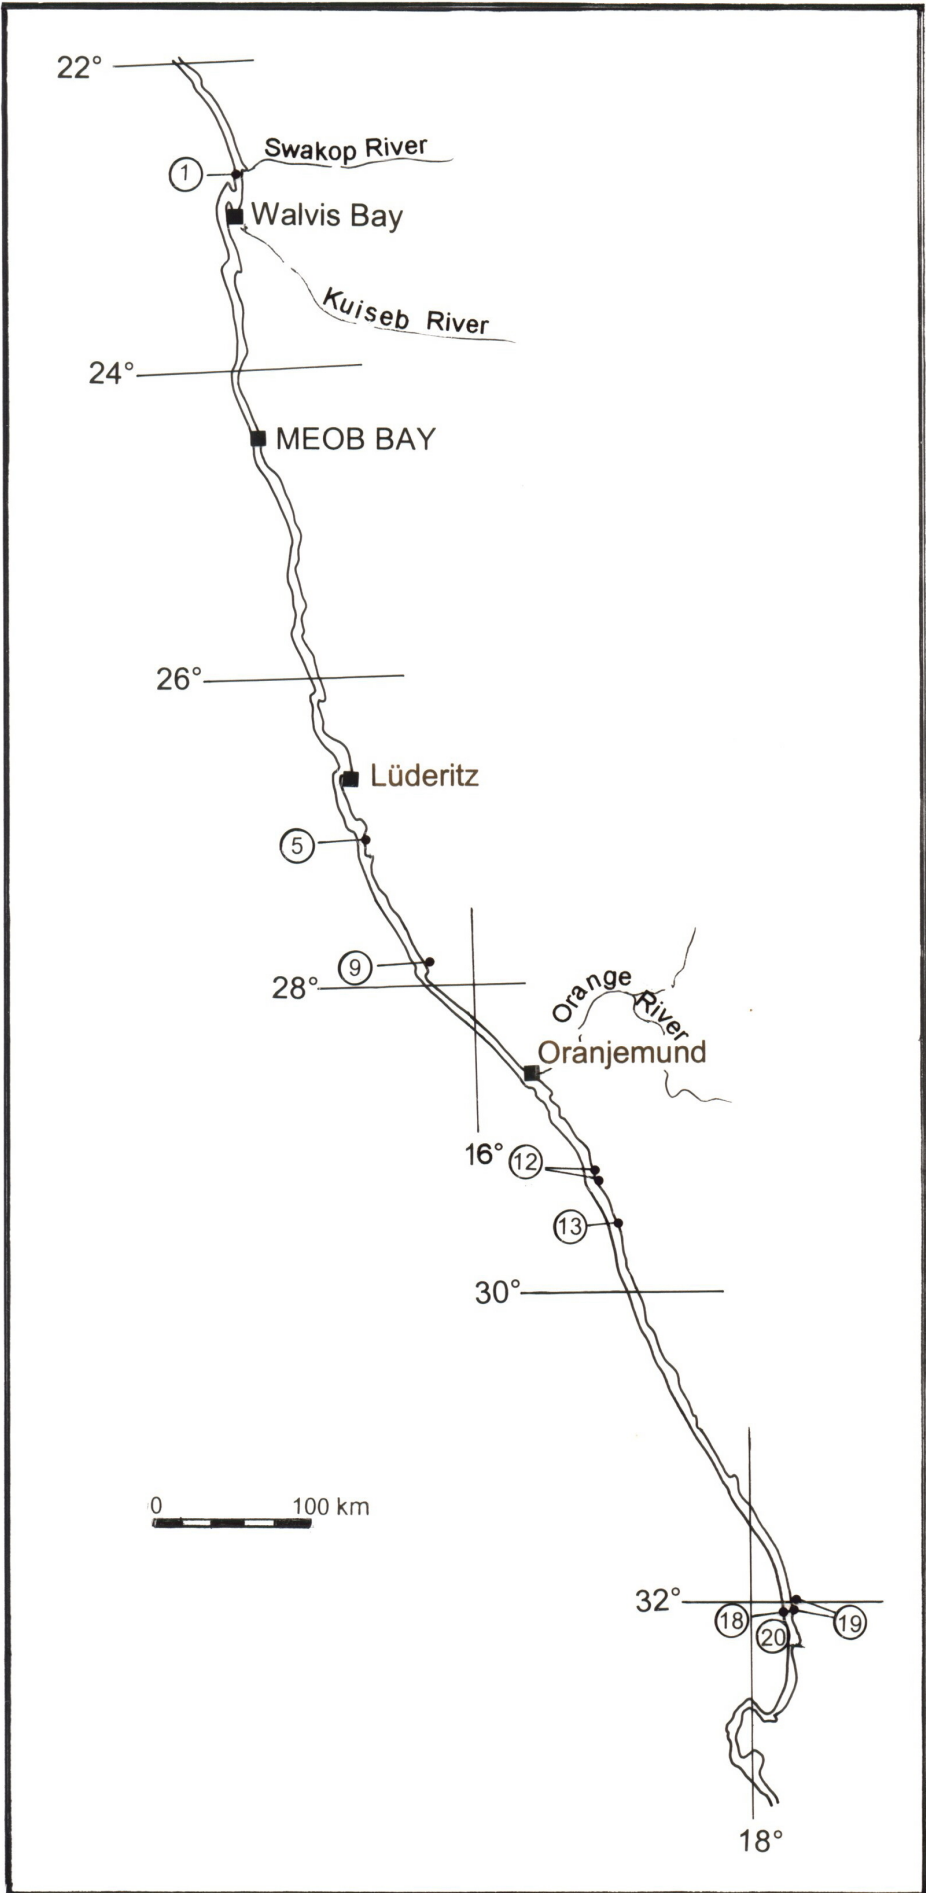 22°
Swakop River
1
Walvis Bay
Kuiseb River
24°
MEOB BAY
26°
Lüderitz
5
9
28°
Orange River
Oranjemund
16°
12
13
30°
0 100 km
32°
18
20
19
18°